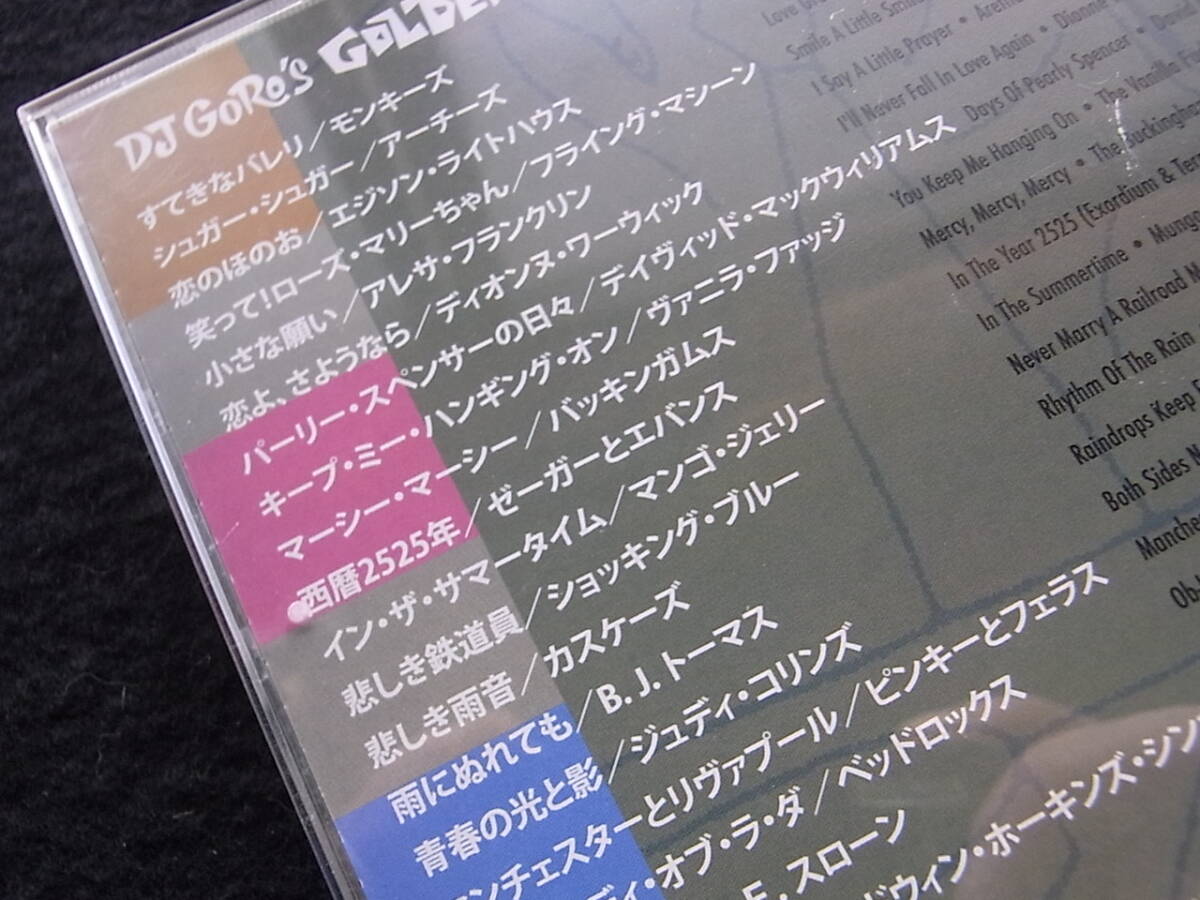 DJ GORO'S GOLDEN
すてきなバレリ/モンキーズ
シュガー・シュガー/アーチーズ
恋のほのお/エジソン・ライトハウス
笑って!ローズ・マリーちゃん/フライング・マシーン
小さな願い/アレサ・フランクリン
恋よ、さようなら/ディオンヌ・ワーウィック
パーリー・スペンサーの日々/デイヴィッド・マックウィリアムス
キープ・ミー・ハンギング・オン/ヴァニラ・ファッジ
マーシー・マーシー/バッキンガムス
●西暦2525年/ゼーガーとエバンス
イン・ザ・サマータイム/マンゴ・ジェリー
悲しき鉄道員/ショッキング・ブルー
悲しき雨音/カスケーズ
雨にぬれても/B. J. トーマス
青春の光と影/ジュディ・コリンズ
ンチェスターとリヴァプール/ピンキーとフェラス
ディ・オブ・ラ・ダ/ベッドロックス
F. スローン
ドウィン・ホーキンズ・シン
Smile A Little
I Say A Little Prayer • Aretha
I'll Never Fall In Love Again • Dionne
Days Of Pearly Spencer •
You Keep Me Hanging On • The Vanilla
Mercy, Mercy, Mercy • The Buckingham
In The Year 2525 (Exordium &
In The Summertime • Mungo
Never Marry A Railroad
Rhythm Of The Rain
Raindrops Keep
Both Sides
Manche
Ob-